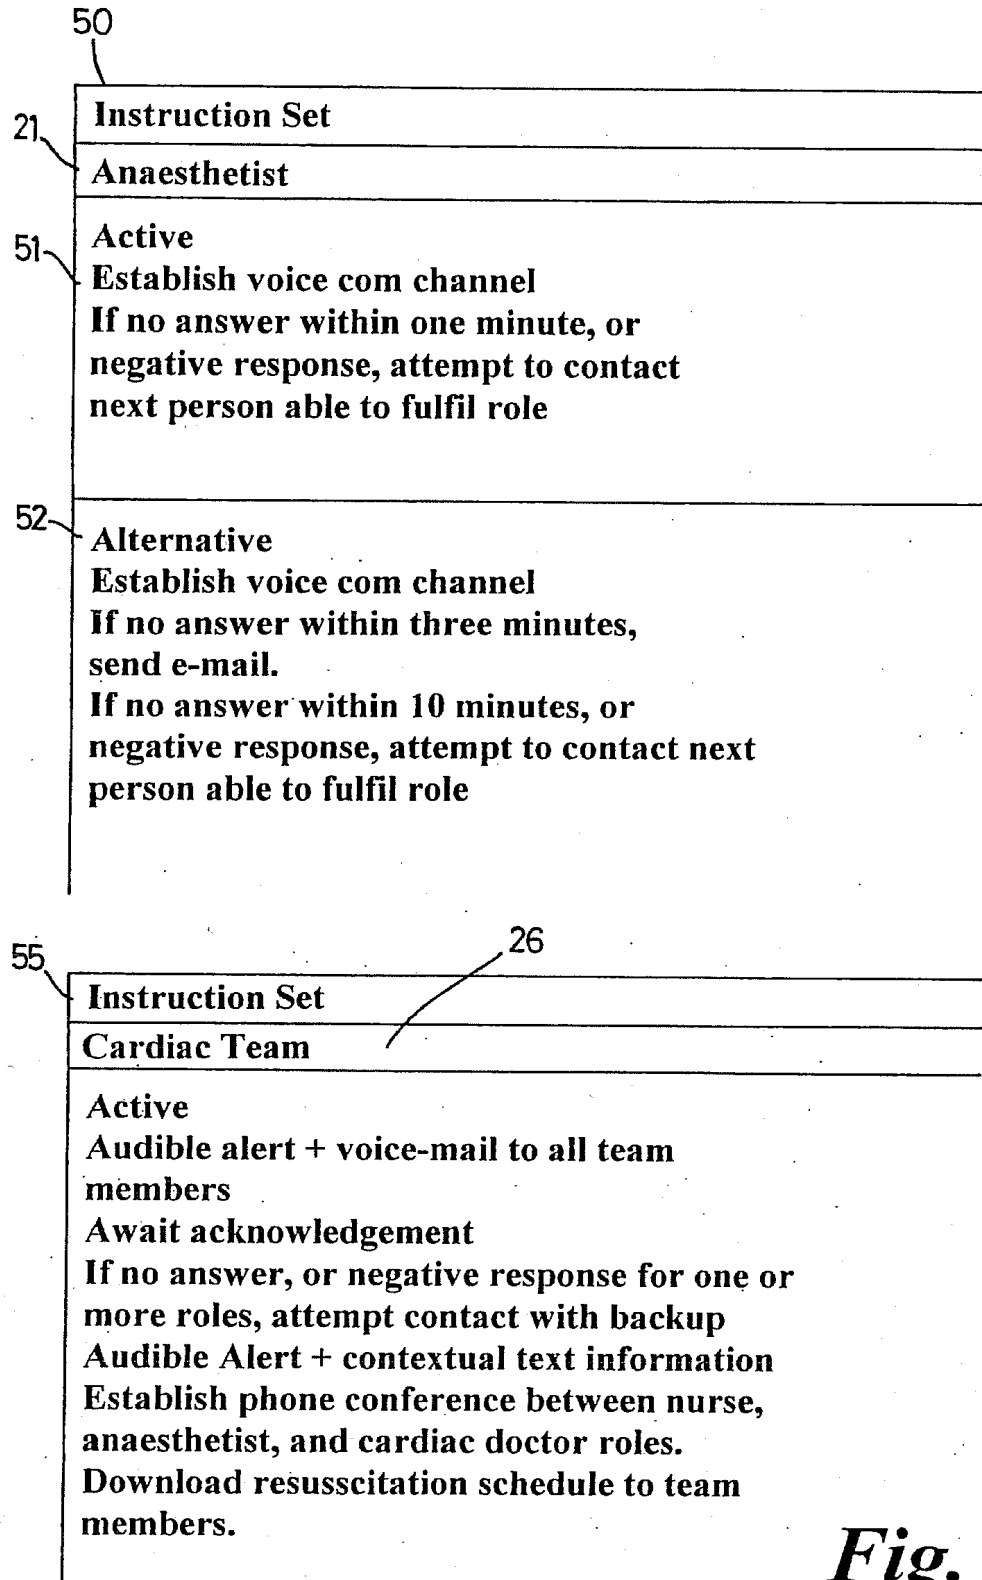 50
Instruction Set
21
Anaesthetist
Active
51
Establish voice com channel
If no answer within one minute, or
negative response, attempt to contact
next person able to fulfil role
52
Alternative
Establish voice com channel
If no answer within three minutes,
send e-mail.
If no answer within 10 minutes, or
negative response, attempt to contact next
person able to fulfil role
26
55
Instruction Set
Cardiac Team
Active
Audible alert + voice-mail to all team
members
Await acknowledgement
If no answer, or negative response for one or
more roles, attempt contact with backup
Audible Alert + contextual text information
Establish phone conference between nurse,
anaesthetist, and cardiac doctor roles.
Download resusscitation schedule to team
members.
Fig.